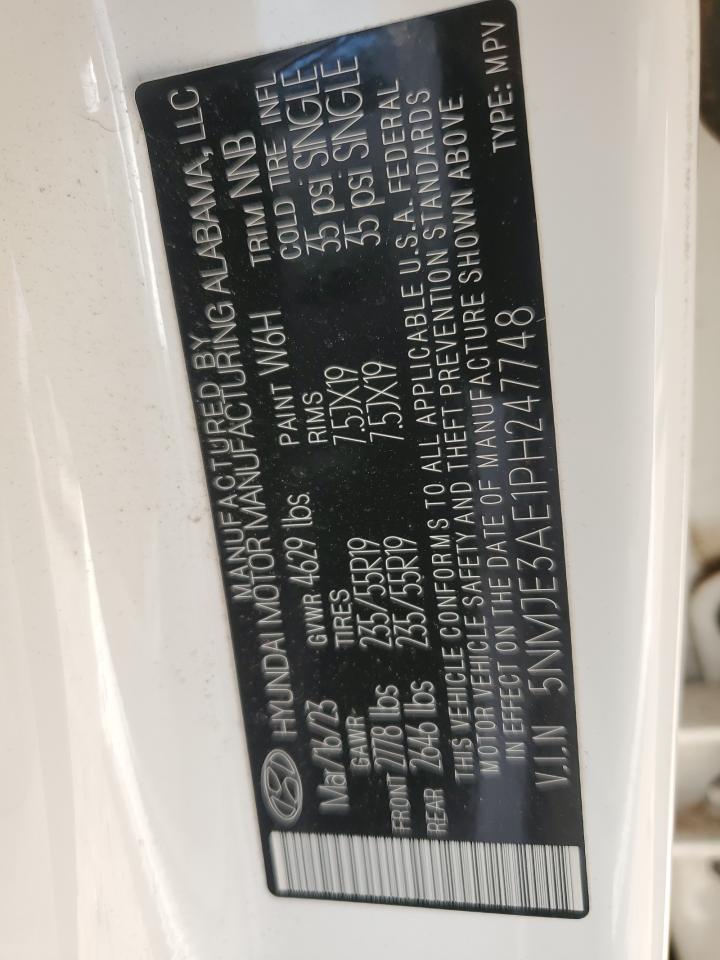 MANUFACTURED BY
HYUNDAI MOTOR MANUFACTURING ALABAMA, LLC
Mar/16/23 GVWR 4629 lbs. PAINT W6H TRIM NNB
GAWR TIRES RIMS COLD TIRE INFL
FRONT 2778 lbs 235/55R19 7.5JX19 35 psi SINGLE
REAR 2646 lbs 235/55R19 7.5JX19 35 psi SINGLE
THIS VEHICLE CONFORMS TO ALL APPLICABLE U.S.A. FEDERAL
MOTOR VEHICLE SAFETY AND THEFT PREVENTION STANDARDS
IN EFFECT ON THE DATE OF MANUFACTURE SHOWN ABOVE
V.I.N 5NMJE3AE1PH247748 TYPE: MPV